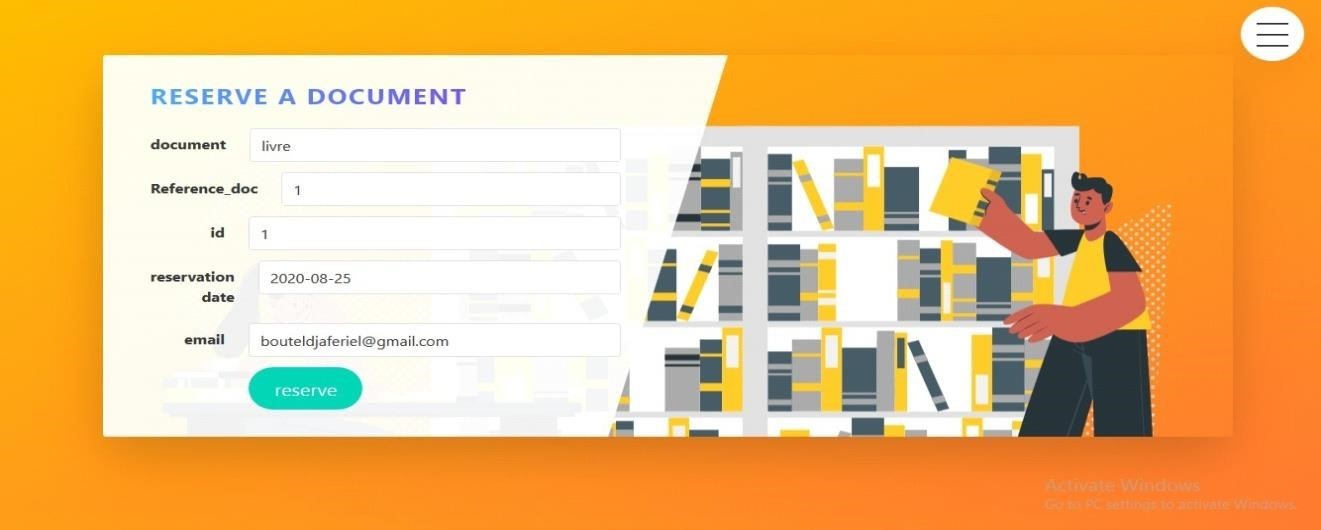 RESERVE A DOCUMENT
document livre
Reference_doc 1
id 1
reservation date 2020-08-25
email bouteldjaferiel@gmail.com
reserve
Activate Windows
Go to PC settings to activate Windows.